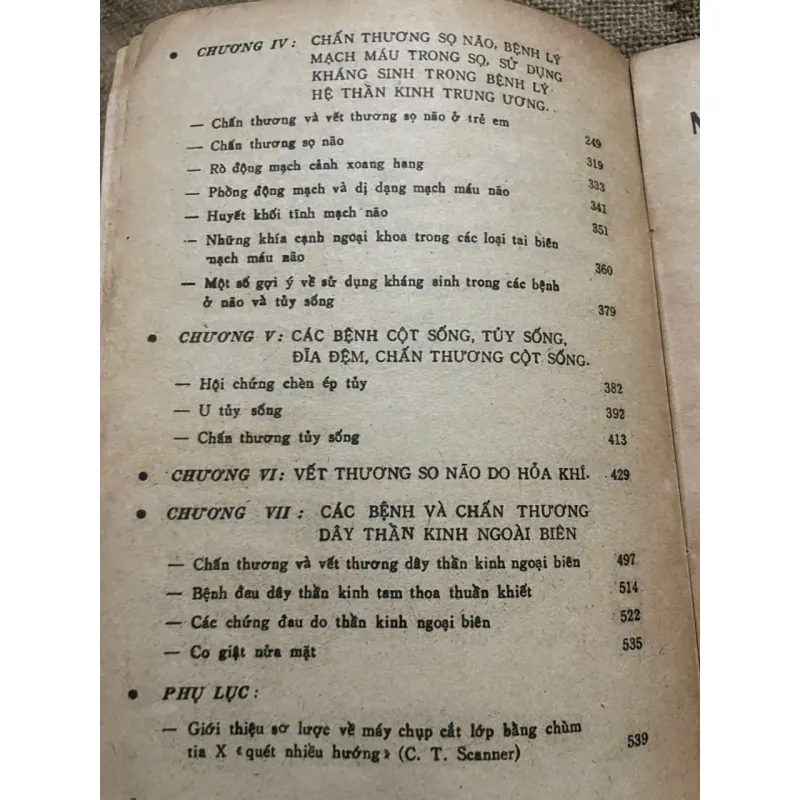 • CHƯƠNG IV: CHẤN THƯƠNG SỌ NÃO, BỆNH LÝ
MẠCH MÁU TRONG SỌ, SỬ DỤNG
KHÁNG SINH TRONG BỆNH LÝ
HỆ THẦN KINH TRUNG ƯƠNG.
— Chấn thương và vết thương sọ não ở trẻ em 249
— Chấn thương sọ não 319
— Rò động mạch cảnh xoang hang 333
— Phồng động mạch và dị dạng mạch máu não 341
— Huyết khối tĩnh mạch não 351
— Những khía cạnh ngoại khoa trong các loại tai biên
mạch máu não 360
— Một số gợi ý về sử dụng kháng sinh trong các bệnh
ở não và tủy sống 379
• CHƯƠNG V: CÁC BỆNH CỘT SỐNG, TỦY SỐNG,
ĐĨA ĐỆM, CHẤN THƯƠNG CỘT SỐNG.
— Hội chứng chèn ép tủy 382
— U tủy sống 392
— Chấn thương tủy sống 413
• CHƯƠNG VI: VẾT THƯƠNG SO NÃO DO HỎA KHÍ. 429
• CHƯƠNG VII: CÁC BỆNH VÀ CHẤN THƯƠNG
DÂY THẦN KINH NGOÀI BIÊN
— Chấn thương và vết thương dây thần kinh ngoại biên 497
— Bệnh đau dây thần kinh tam thoa thuần khiết 514
— Các chứng đau do thần kinh ngoại biên 522
— Co giật nửa mặt 535
• PHỤ LỤC:
— Giới thiệu sơ lược về máy chụp cắt lớp bằng chùm
tia X «quét nhiều hướng» (C. T. Scanner) 539